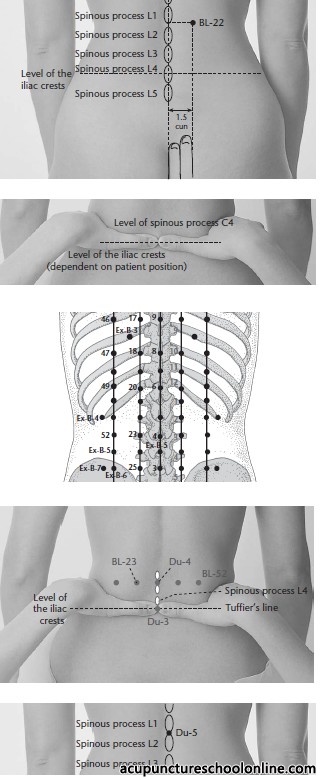 Spinous process L1
BL-22
Spinous process L2
Spinous process L3
Spinous process L4
Level of the
iliac crests
Spinous process L5
1.5
cun
Level of spinous process C4
Level of the iliac crests
(dependent on patient position)
46 17 9
Ex-B-3
47 18 8
49 20 6
Ex-B-4
52 23 4
Ex-B-5
Ex-B-5
Ex-B-7 25 3
Ex-B-6
BL-23 Du-4
BL-52
Spinous process L4
Level of
the iliac
crests
Tuffier's line
Du-3
Spinous process L1
Du-5
Spinous process L2
Spinous process L3
acupunctureschoolonline.com